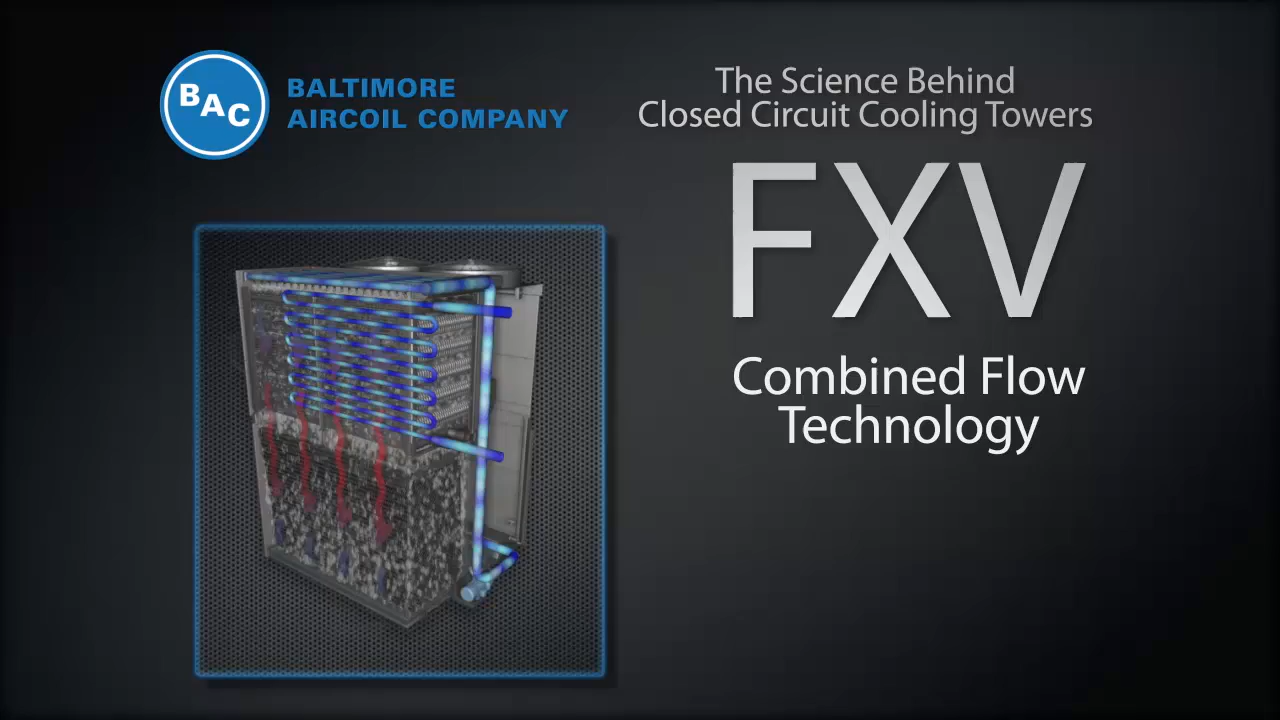 BAC
BALTIMORE
AIRCOIL COMPANY
The Science Behind
Closed Circuit Cooling Towers
FXV
Combined Flow
Technology